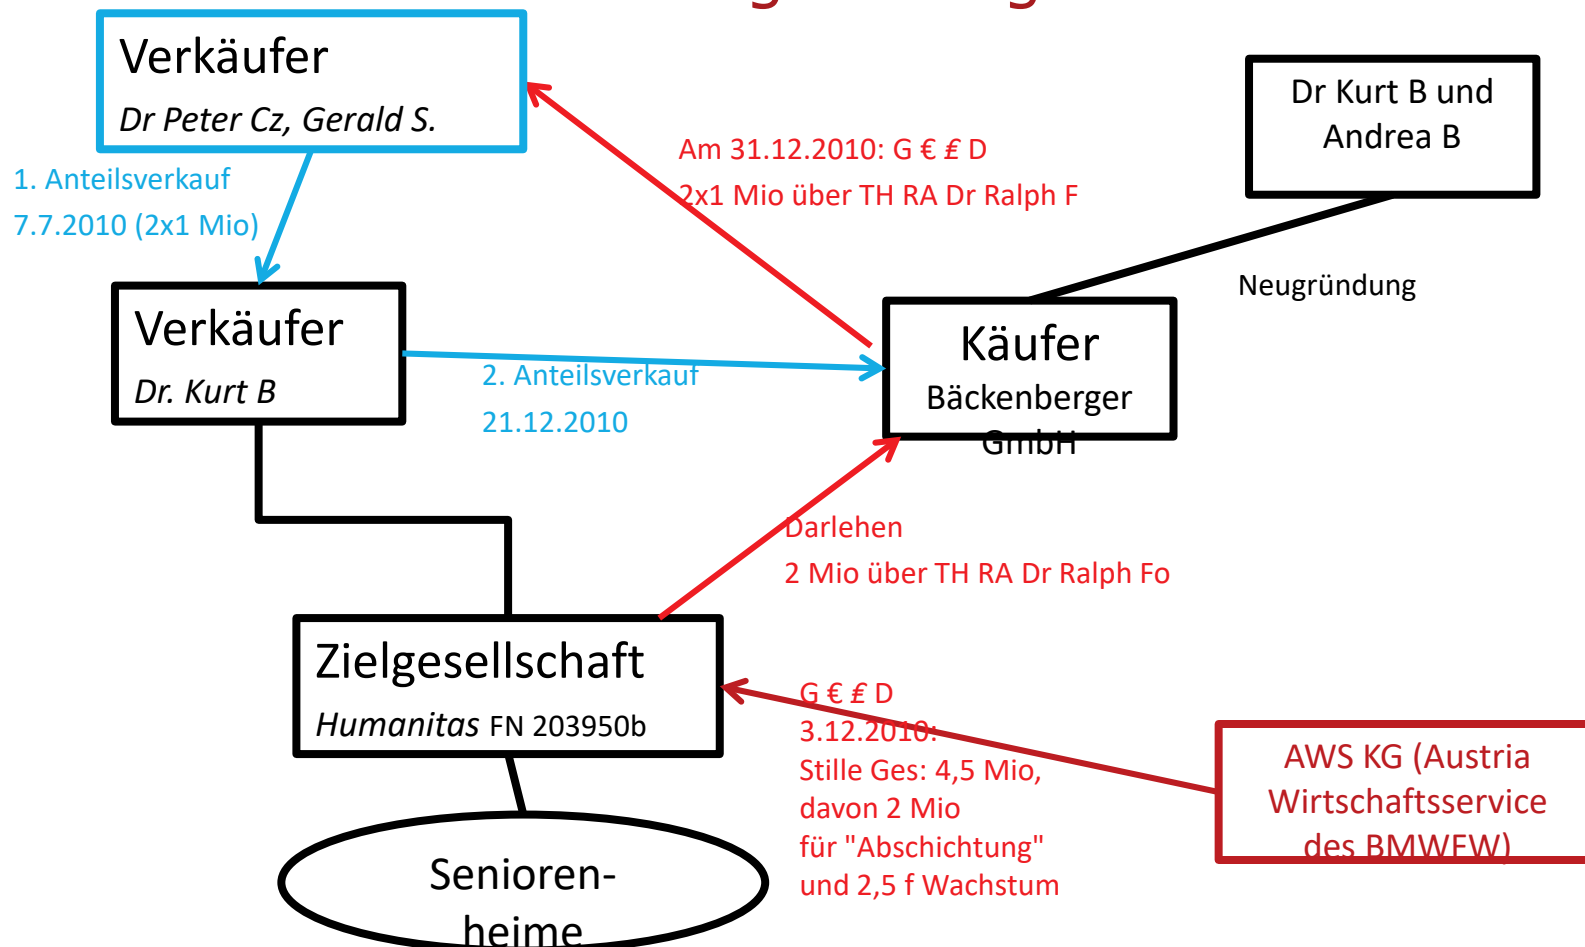 Verkäufer
Dr Peter Cz, Gerald S.
Dr Kurt B und
Andrea B
Am 31.12.2010: G € ₤ D
2x1 Mio über TH RA Dr Ralph F
1. Anteilsverkauf
7.7.2010 (2x1 Mio)
Neugründung
Verkäufer
Dr. Kurt B
2. Anteilsverkauf
21.12.2010
Käufer
Bäckenberger
GmbH
Darlehen
2 Mio über TH RA Dr Ralph Fo
Zielgesellschaft
Humanitas FN 203950b
G € ₤ D
3.12.2010:
Stille Ges: 4,5 Mio,
davon 2 Mio
für "Abschichtung"
und 2,5 f Wachstum
AWS KG (Austria
Wirtschaftsservice
des BMWFW)
Senioren-
heime